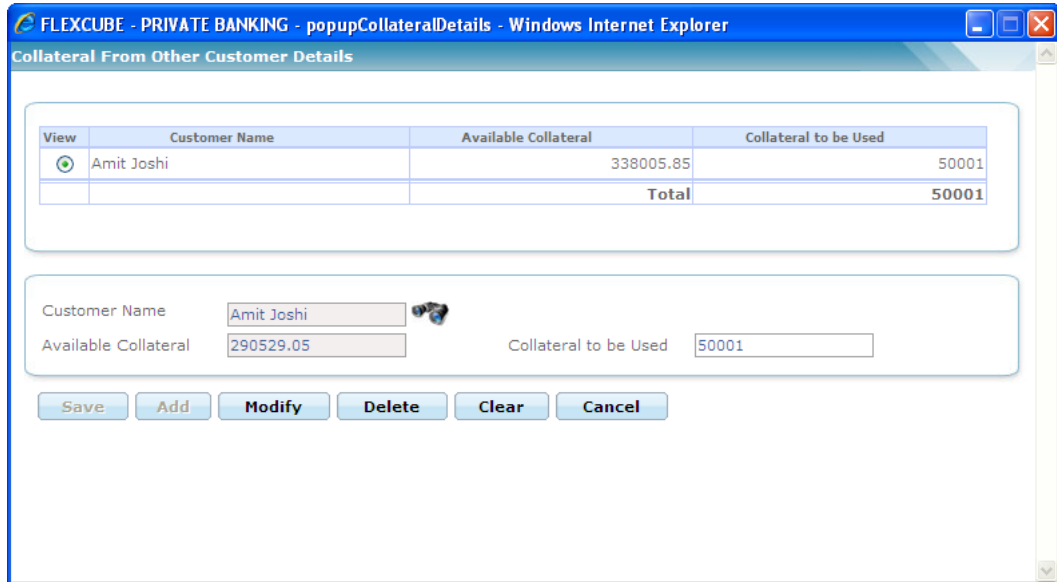 FLEXCUBE - PRIVATE BANKING - popupCollateralDetails - Windows Internet Explorer
Collateral From Other Customer Details
View Customer Name Available Collateral Collateral to be Used
Amit Joshi 338005.85 50001
Total 50001
Customer Name Amit Joshi
Available Collateral 290529.05 Collateral to be Used 50001
Save Add Modify Delete Clear Cancel